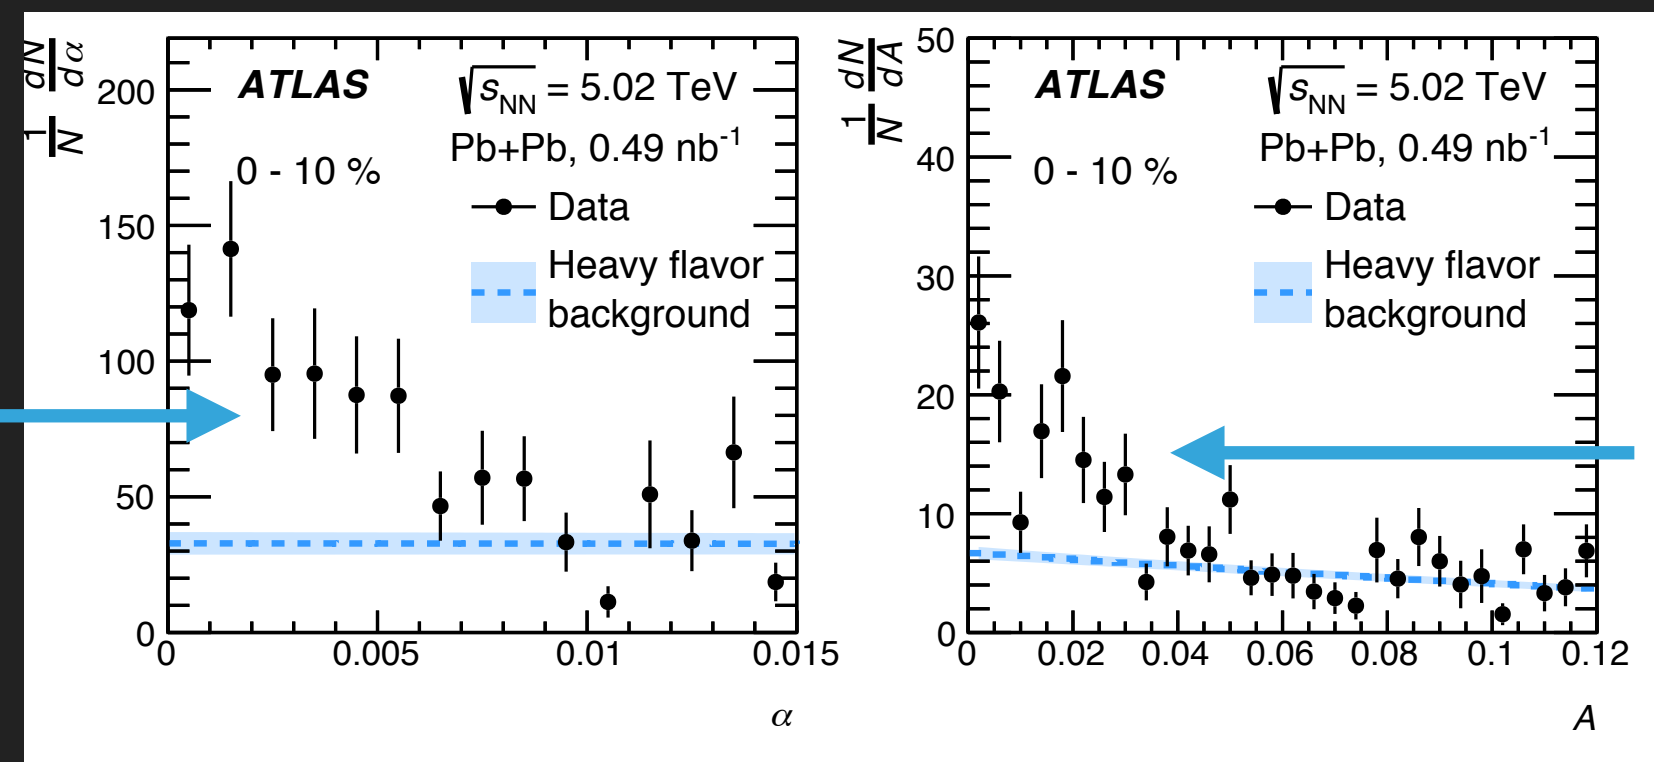 1/N dN/dα
ATLAS
√sNN = 5.02 TeV
Pb+Pb, 0.49 nb-1
0 - 10 %
Data
Heavy flavor
background
200
150
100
50
0
0 0.005 0.01 0.015
α
1/N dN/dA
ATLAS
√sNN = 5.02 TeV
Pb+Pb, 0.49 nb-1
0 - 10 %
Data
Heavy flavor
background
50
40
30
20
10
0
0 0.02 0.04 0.06 0.08 0.1 0.12
A